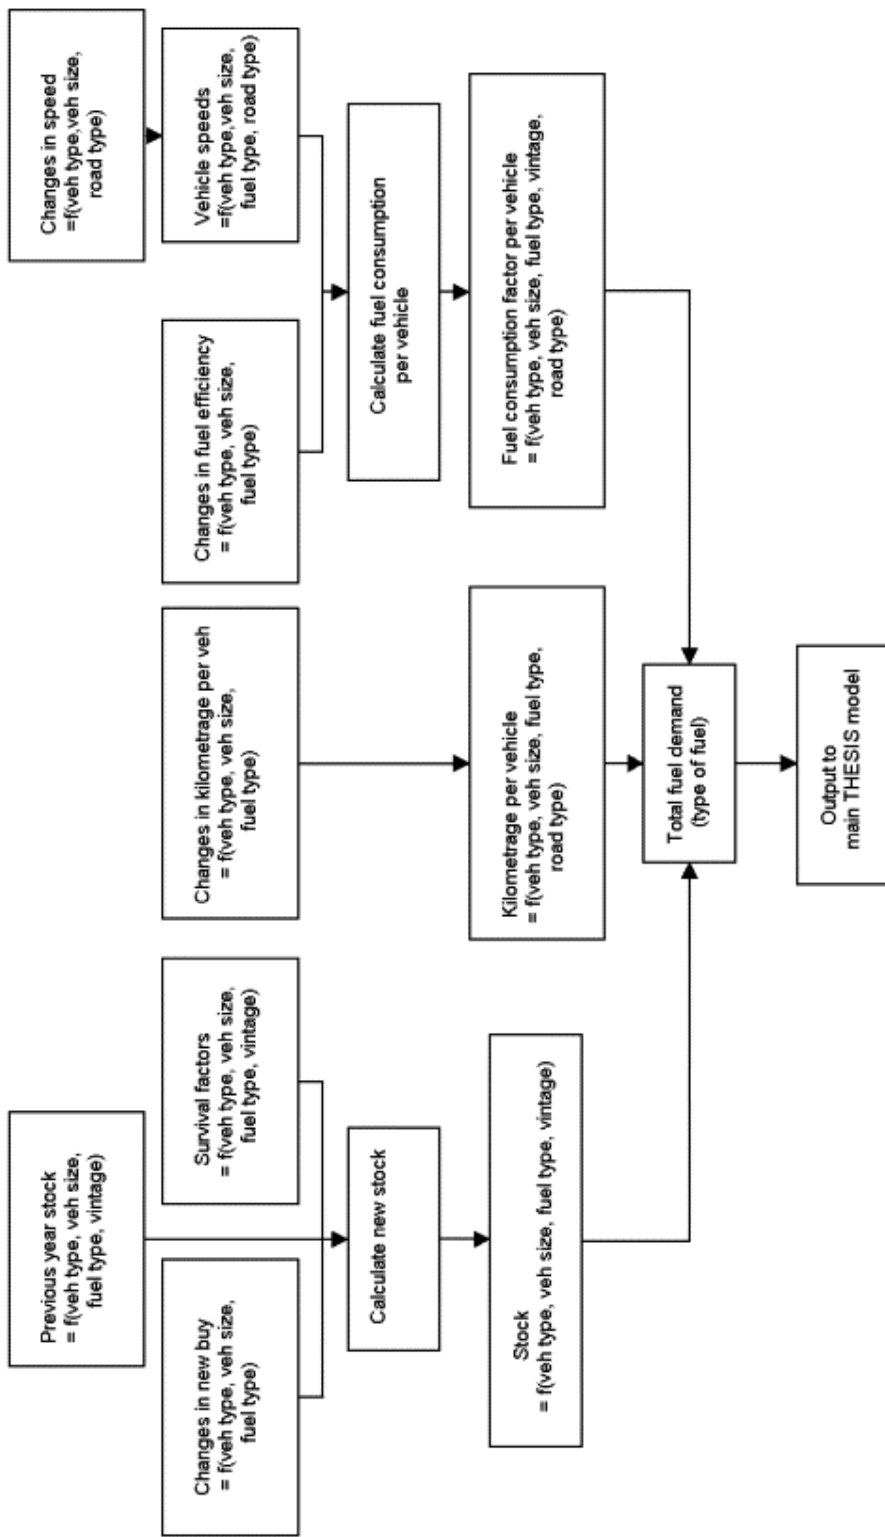 Previous year stock
= f(veh type, veh size,
fuel type, vintage)
Changes in speed
=f(veh type,veh size,
road type)
Changes in new buy
= f(veh type, veh size,
fuel type)
Survival factors
= f(veh type, veh size,
fuel type, vintage)
Changes in kilometrage per veh
= f(veh type, veh size,
fuel type)
Changes in fuel efficiency
= f(veh type, veh size,
fuel type)
Vehicle speeds
=f(veh type,veh size,
fuel type, road type)
Calculate new stock
Calculate fuel consumption
per vehicle
Stock
= f(veh type, veh size, fuel type, vintage)
Kilometrage per vehicle
= f(veh type, veh size, fuel type,
road type)
Fuel consumption factor per vehicle
= f(veh type, veh size, fuel type, vintage,
road type)
Total fuel demand
(type of fuel)
Output to
main THESIS model